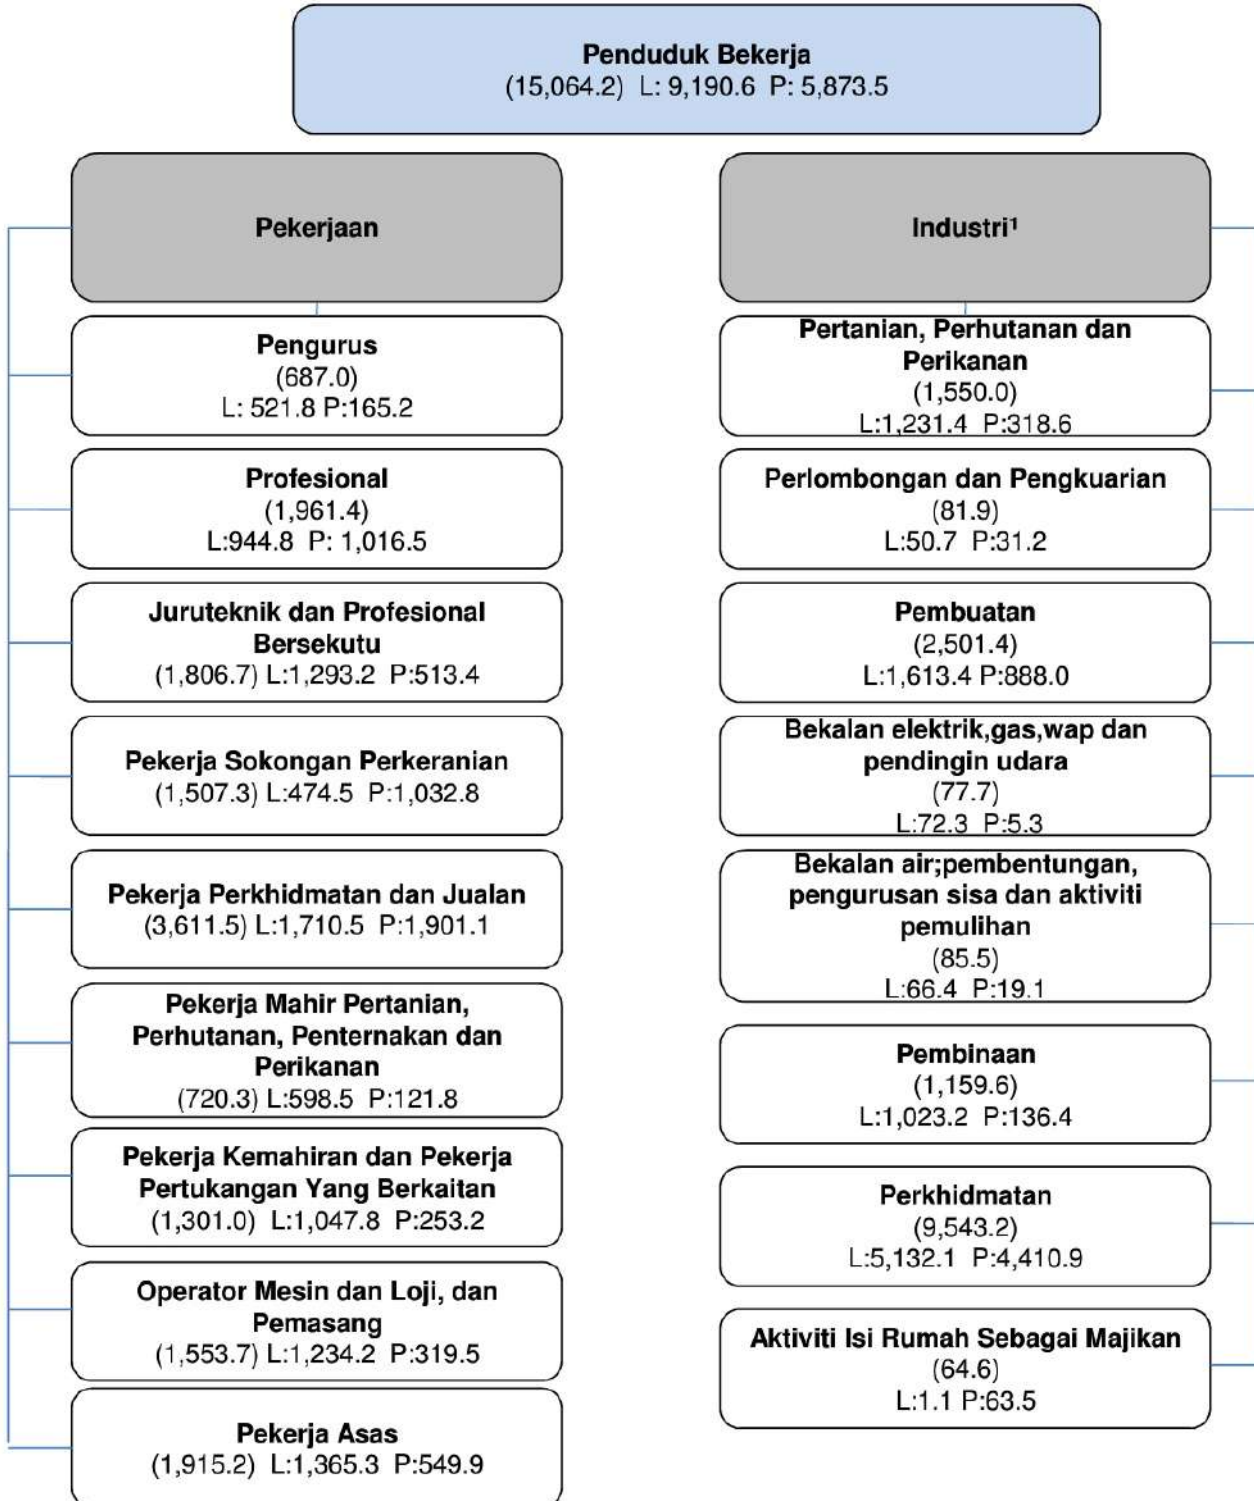 Penduduk Bekerja
(15,064.2) L: 9,190.6 P: 5,873.5
Pekerjaan
Pengurus
(687.0)
L: 521.8 P:165.2
Profesional
(1,961.4)
L:944.8 P: 1,016.5
Juruteknik dan Profesional
Bersekutu
(1,806.7) L:1,293.2 P:513.4
Pekerja Sokongan Perkeranian
(1,507.3) L:474.5 P:1,032.8
Pekerja Perkhidmatan dan Jualan
(3,611.5) L:1,710.5 P:1,901.1
Pekerja Mahir Pertanian,
Perhutanan, Penternakan dan
Perikanan
(720.3) L:598.5 P:121.8
Pekerja Kemahiran dan Pekerja
Pertukangan Yang Berkaitan
(1,301.0) L:1,047.8 P:253.2
Operator Mesin dan Loji, dan
Pemasang
(1,553.7) L:1,234.2 P:319.5
Pekerja Asas
(1,915.2) L:1,365.3 P:549.9
Industri¹
Pertanian, Perhutanan dan
Perikanan
(1,550.0)
L:1,231.4 P:318.6
Perlombongan dan Pengkuarian
(81.9)
L:50.7 P:31.2
Pembuatan
(2,501.4)
L:1,613.4 P:888.0
Bekalan elektrik,gas,wap dan
pendingin udara
(77.7)
L:72.3 P:5.3
Bekalan air;pembentungan,
pengurusan sisa dan aktiviti
pemulihan
(85.5)
L:66.4 P:19.1
Pembinaan
(1,159.6)
L:1,023.2 P:136.4
Perkhidmatan
(9,543.2)
L:5,132.1 P:4,410.9
Aktiviti Isi Rumah Sebagai Majikan
(64.6)
L:1.1 P:63.5